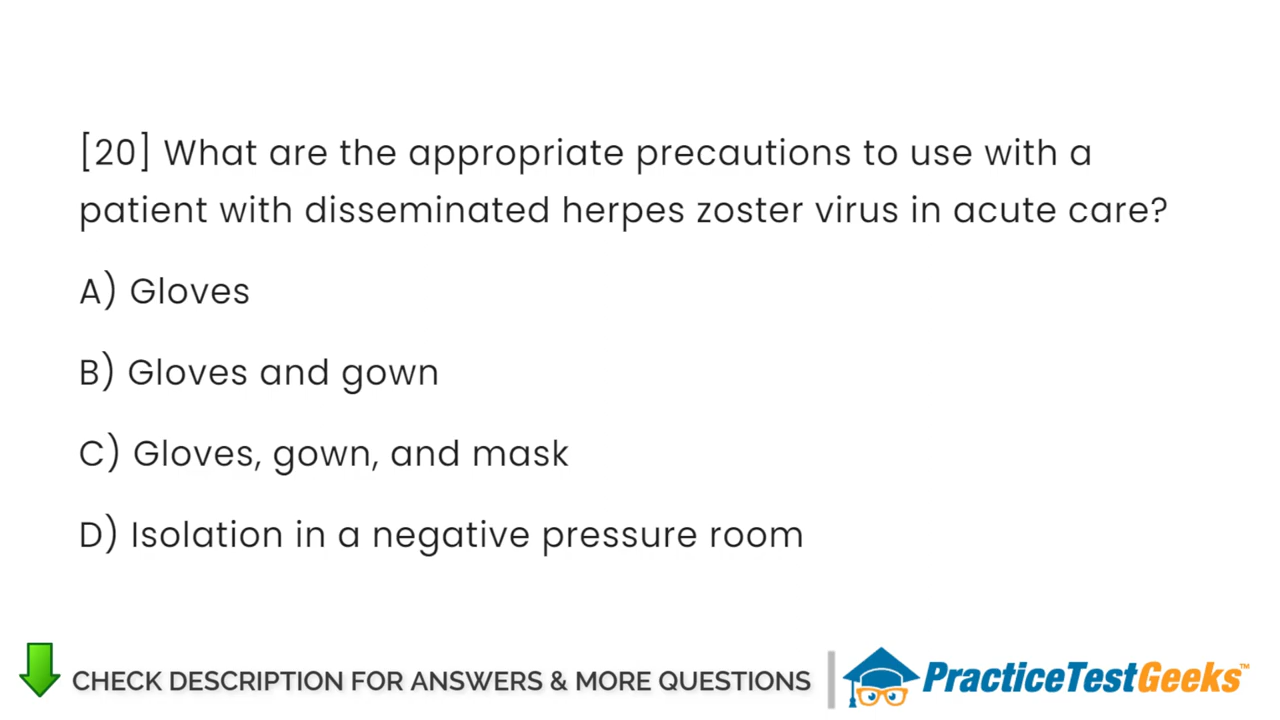 [20] What are the appropriate precautions to use with a
patient with disseminated herpes zoster virus in acute care?
A) Gloves
B) Gloves and gown
C) Gloves, gown, and mask
D) Isolation in a negative pressure room
CHECK DESCRIPTION FOR ANSWERS & MORE QUESTIONS
PracticeTestGeeks™